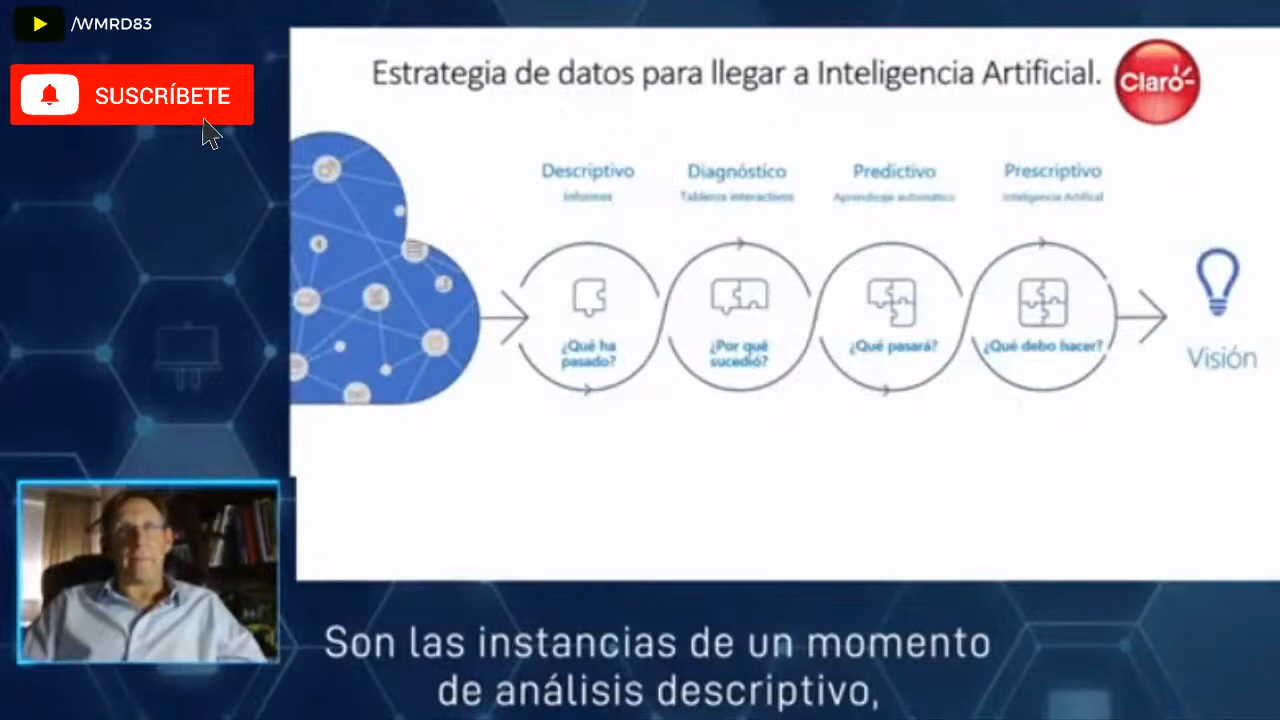 /WMRD83
SUSCRÍBETE
Estrategia de datos para llegar a Inteligencia Artificial.
Claro
Descriptivo
Informes
Diagnóstico
Tableros interactivos
Predictivo
Aprendizaje automático
Prescriptivo
Inteligencia Artifical
¿Qué ha
pasado?
¿Por qué
sucedió?
¿Qué pasará?
¿Qué debo hacer?
Visión
Son las instancias de un momento
de análisis descriptivo,